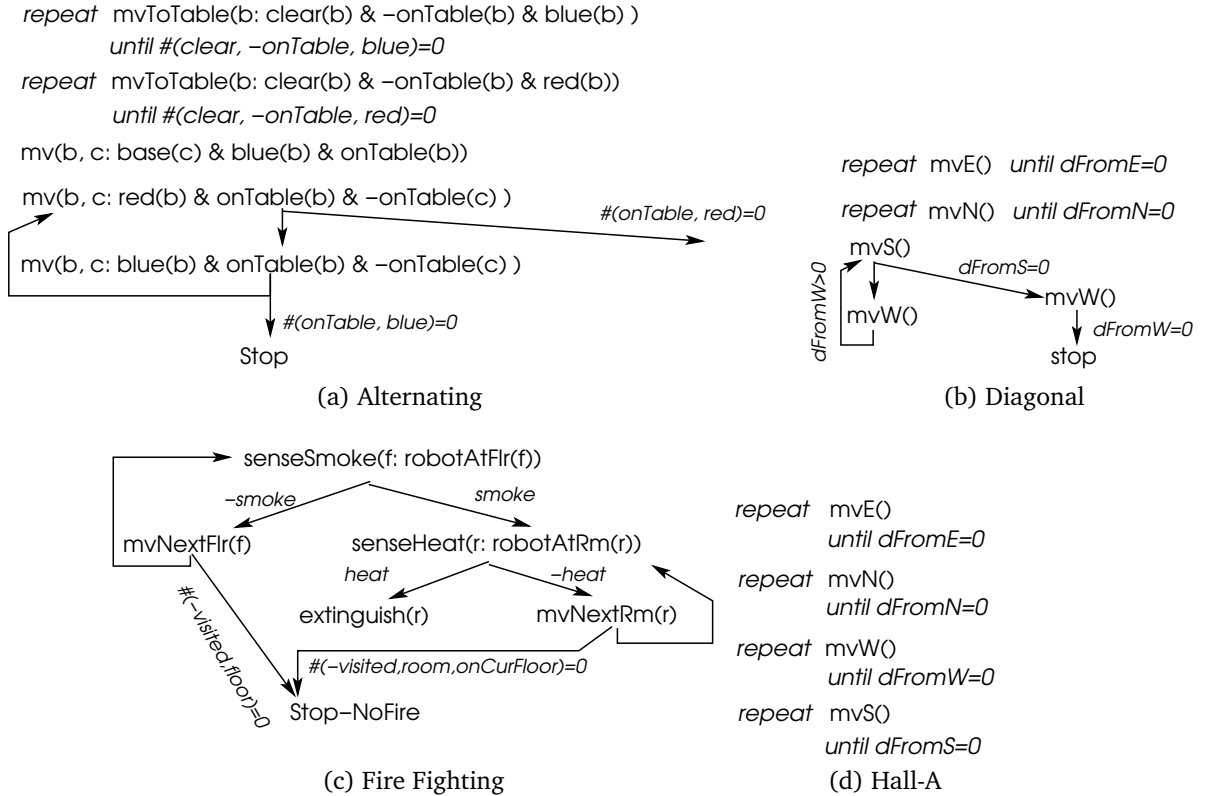 repeat mvToTable(b: clear(b) & –onTable(b) & blue(b) )
until #(clear, –onTable, blue)=0
repeat mvToTable(b: clear(b) & –onTable(b) & red(b))
until #(clear, –onTable, red)=0
mv(b, c: base(c) & blue(b) & onTable(b))
mv(b, c: red(b) & onTable(b) & –onTable(c) )
#(onTable, red)=0
mv(b, c: blue(b) & onTable(b) & –onTable(c) )
#(onTable, blue)=0
Stop
(a) Alternating
repeat mvE() until dFromE=0
repeat mvN() until dFromN=0
mvS()
dFromS=0
dFromW>0
mvW()
mvW()
dFromW=0
stop
(b) Diagonal
senseSmoke(f: robotAtFlr(f))
–smoke
smoke
mvNextFlr(f)
senseHeat(r: robotAtRm(r))
heat
–heat
extinguish(r)
mvNextRm(r)
#(–visited,floor)=0
#(–visited,room,onCurFloor)=0
Stop–NoFire
(c) Fire Fighting
repeat mvE()
until dFromE=0
repeat mvN()
until dFromN=0
repeat mvW()
until dFromW=0
repeat mvS()
until dFromS=0
(d) Hall-A